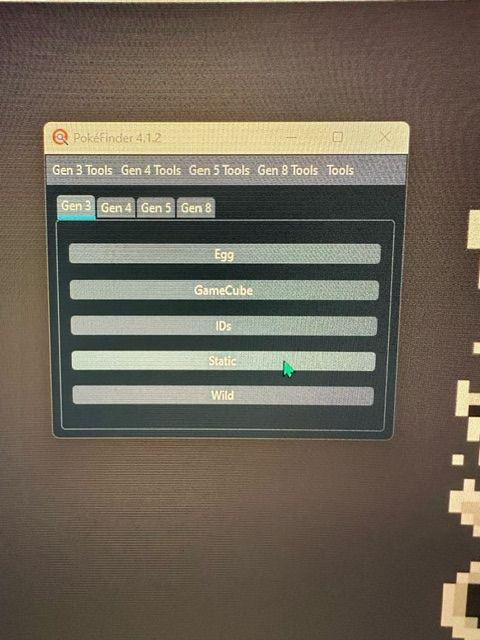 PokéFinder 4.1.2
Gen 3 Tools Gen 4 Tools Gen 5 Tools Gen 8 Tools Tools
Gen 3 Gen 4 Gen 5 Gen 8
Egg
GameCube
IDs
Static
Wild